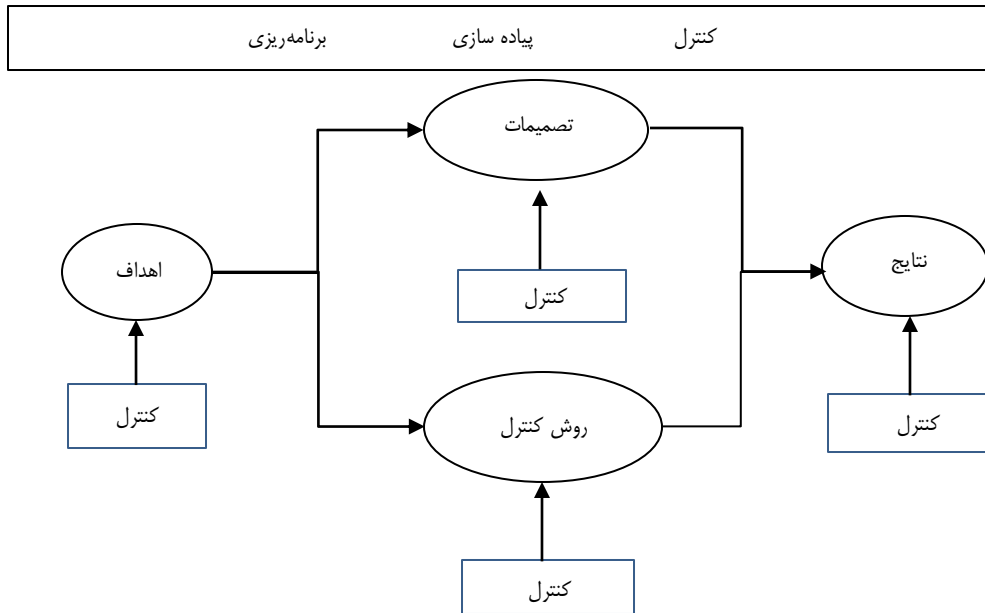 کنترل پیاده سازی برنامه‌ریزی
تصمیمات
اهداف
نتایج
کنترل
کنترل
کنترل
روش کنترل
کنترل